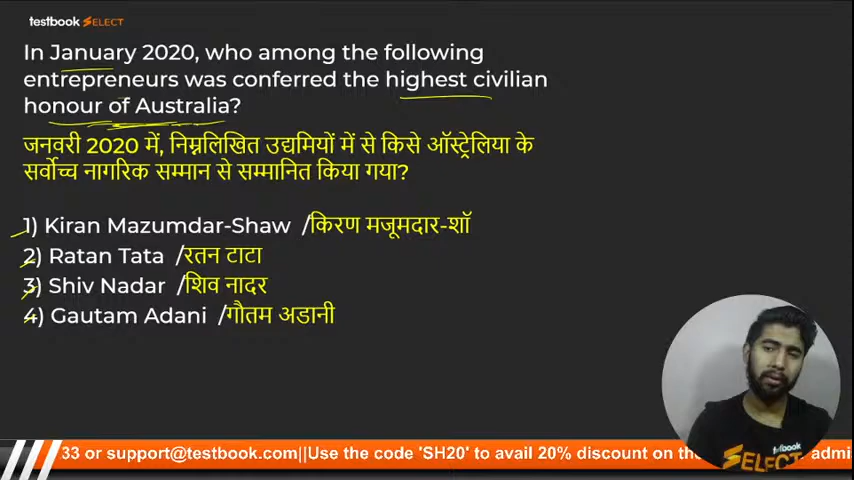 testbook SELECT
In January 2020, who among the following
entrepreneurs was conferred the highest civilian
honour of Australia?
जनवरी 2020 में, निम्नलिखित उद्यमियों में से किसे ऑस्ट्रेलिया के
सर्वोच्च नागरिक सम्मान से सम्मानित किया गया?
1) Kiran Mazumdar-Shaw /किरण मजूमदार-शॉ
2) Ratan Tata /रतन टाटा
3) Shiv Nadar /शिव नादर
4) Gautam Adani /गौतम अडानी
testbook
SELECT
33 or support@testbook.com||Use the code 'SH20' to avail 20% discount on the